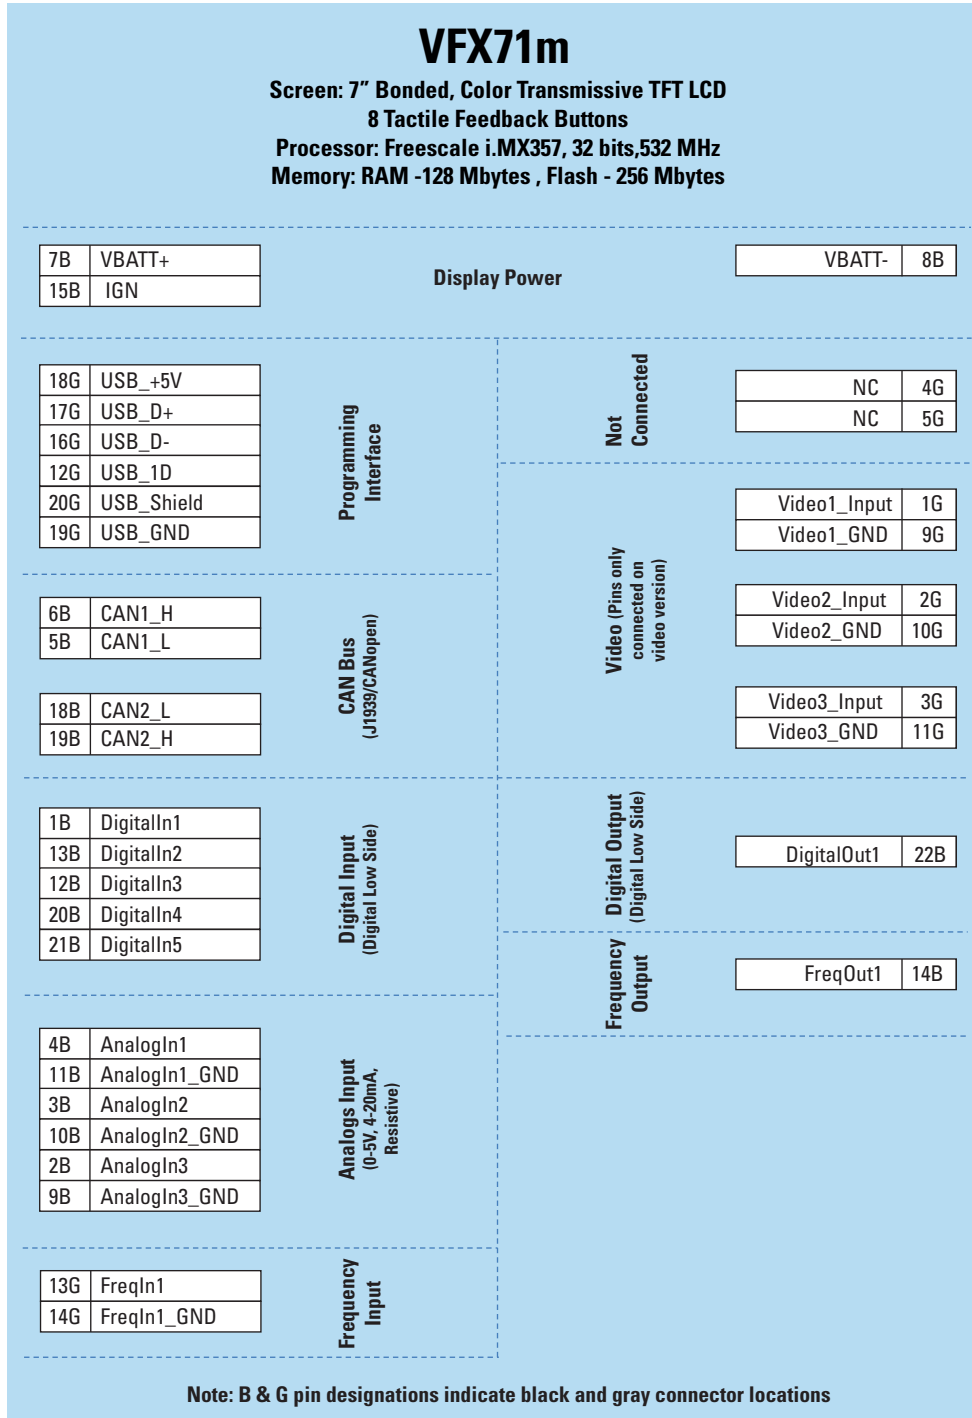 VFX71m
Screen: 7” Bonded, Color Transmissive TFT LCD
8 Tactile Feedback Buttons
Processor: Freescale i.MX357, 32 bits,532 MHz
Memory: RAM -128 Mbytes , Flash - 256 Mbytes
7B VBATT+
15B IGN
Display Power
VBATT- 8B
18G USB_+5V
17G USB_D+
16G USB_D-
12G USB_1D
20G USB_Shield
19G USB_GND
Programming
Interface
Not
Connected
NC 4G
NC 5G
6B CAN1_H
5B CAN1_L
18B CAN2_L
19B CAN2_H
CAN Bus
(J1939/CANopen)
Video (Pins only
connected on
video version)
Video1_Input 1G
Video1_GND 9G
Video2_Input 2G
Video2_GND 10G
Video3_Input 3G
Video3_GND 11G
1B DigitalIn1
13B DigitalIn2
12B DigitalIn3
20B DigitalIn4
21B DigitalIn5
Digital Input
(Digital Low Side)
Digital Output
(Digital Low Side)
DigitalOut1 22B
Frequency
Output
FreqOut1 14B
4B AnalogIn1
11B AnalogIn1_GND
3B AnalogIn2
10B AnalogIn2_GND
2B AnalogIn3
9B AnalogIn3_GND
Analogs Input
(0-5V, 4-20mA,
Resistive)
13G FreqIn1
14G FreqIn1_GND
Frequency
Input
Note: B & G pin designations indicate black and gray connector locations